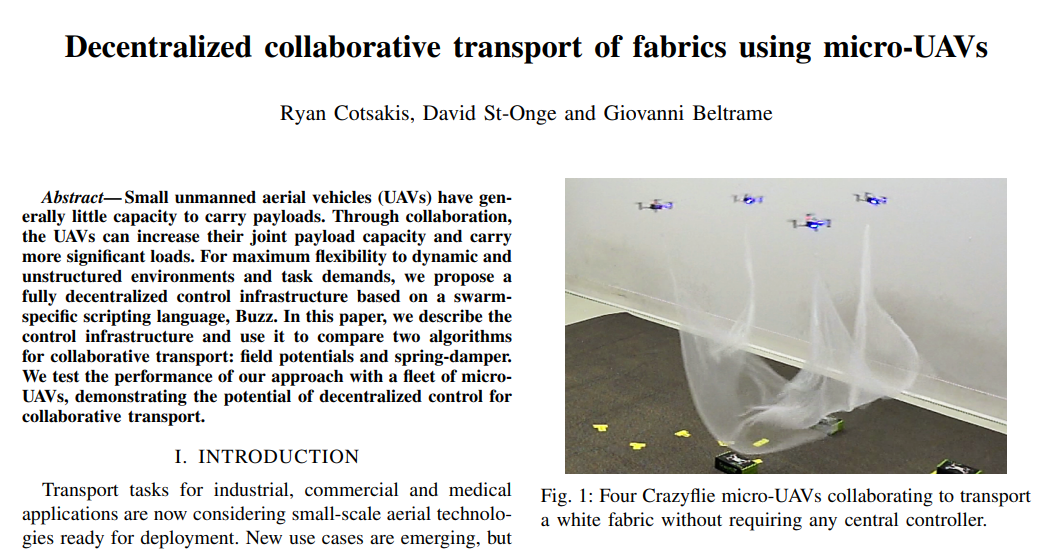 Decentralized collaborative transport of fabrics using micro-UAVs
Ryan Cotsakis, David St-Onge and Giovanni Beltrame
Abstract—Small unmanned aerial vehicles (UAVs) have gen-
erally little capacity to carry payloads. Through collaboration,
the UAVs can increase their joint payload capacity and carry
more significant loads. For maximum flexibility to dynamic and
unstructured environments and task demands, we propose a
fully decentralized control infrastructure based on a swarm-
specific scripting language, Buzz. In this paper, we describe the
control infrastructure and use it to compare two algorithms
for collaborative transport: field potentials and spring-damper.
We test the performance of our approach with a fleet of micro-
UAVs, demonstrating the potential of decentralized control for
collaborative transport.
I. INTRODUCTION
Transport tasks for industrial, commercial and medical
applications are now considering small-scale aerial technolo-
gies ready for deployment. New use cases are emerging, but
Fig. 1: Four Crazyflie micro-UAVs collaborating to transport
a white fabric without requiring any central controller.